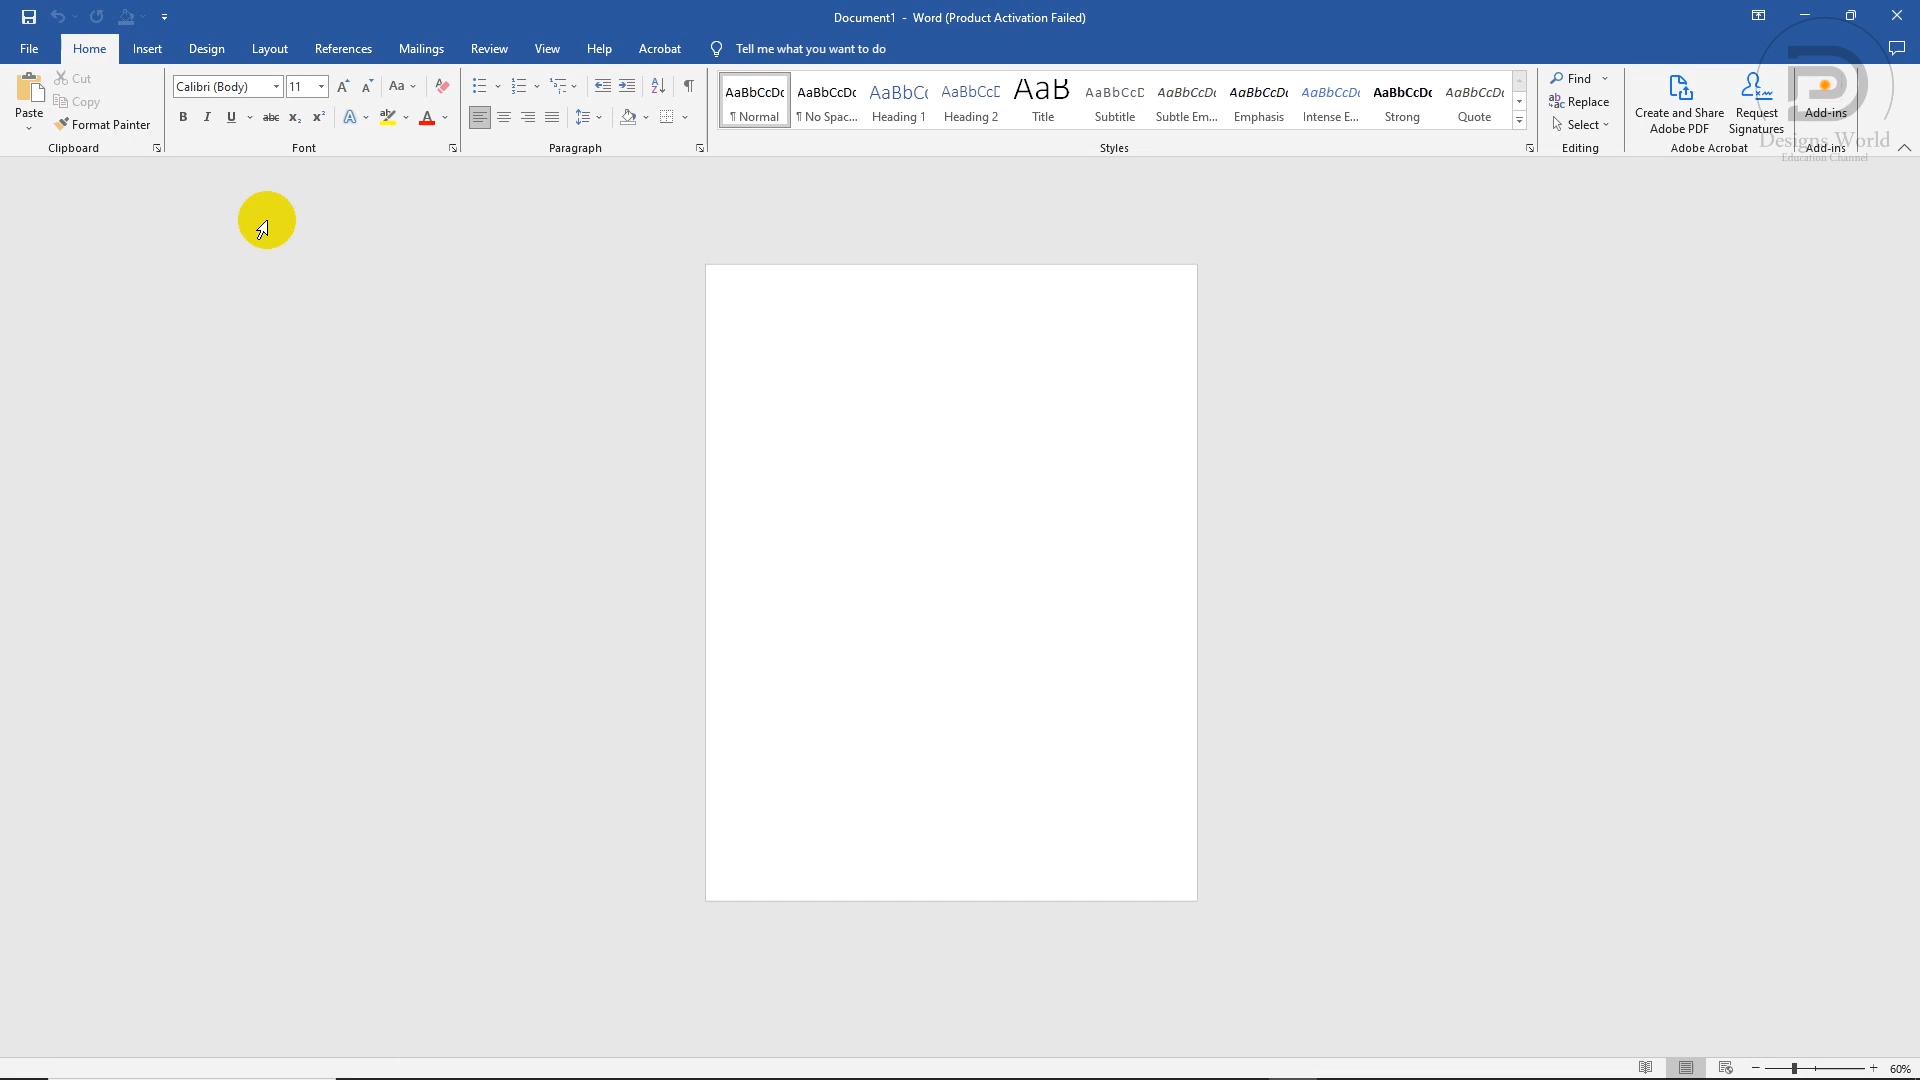 Document1 - Word (Product Activation Failed)
File Home Insert Design Layout References Mailings Review View Help Acrobat Tell me what you want to do
Paste
Cut
Copy
Format Painter
Clipboard
Calibri (Body) 11
Font
Paragraph
AaBbCcDc AaBbCcDc AaBbC AaBbCcD AaB AaBbCcD AaBbCcDc AaBbCcDc AaBbCcDc AaBbCcDc AaBbCcDc
¶ Normal ¶ No Spac... Heading 1 Heading 2 Title Subtitle Subtle Em... Emphasis Intense E... Strong Quote
Styles
Find
Replace
Select
Editing
Create and Share
Adobe PDF
Request
Signatures
Adobe Acrobat
Add-ins
Add-ins
Designs World
Education Channel
60%